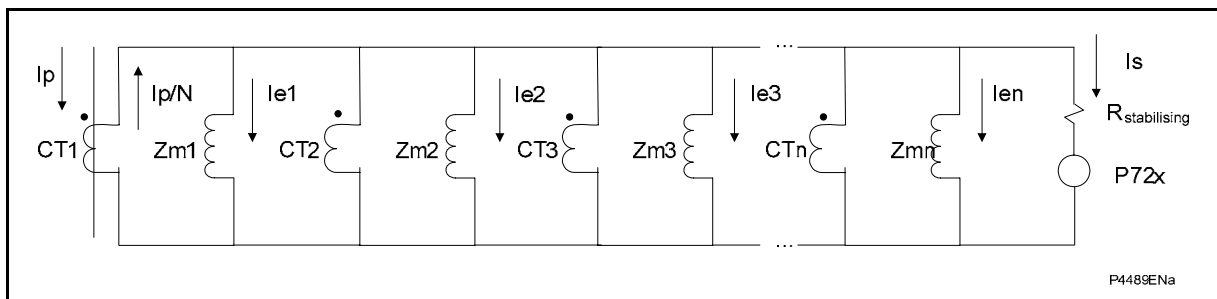 ... Is
Ip Ip/N Ie1 Ie2 Ie3 Ien
Rstabilising
CT1 Zm1 CT2 Zm2 CT3 Zm3 CTn Zmn
P72x
...
P4489ENa